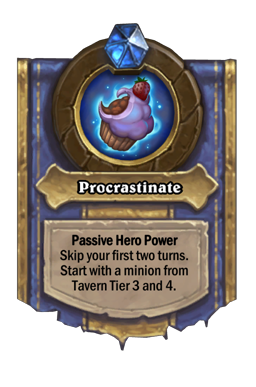 Procrastinate
Passive Hero Power
Skip your first two turns.
Start with a minion from
Tavern Tier 3 and 4.